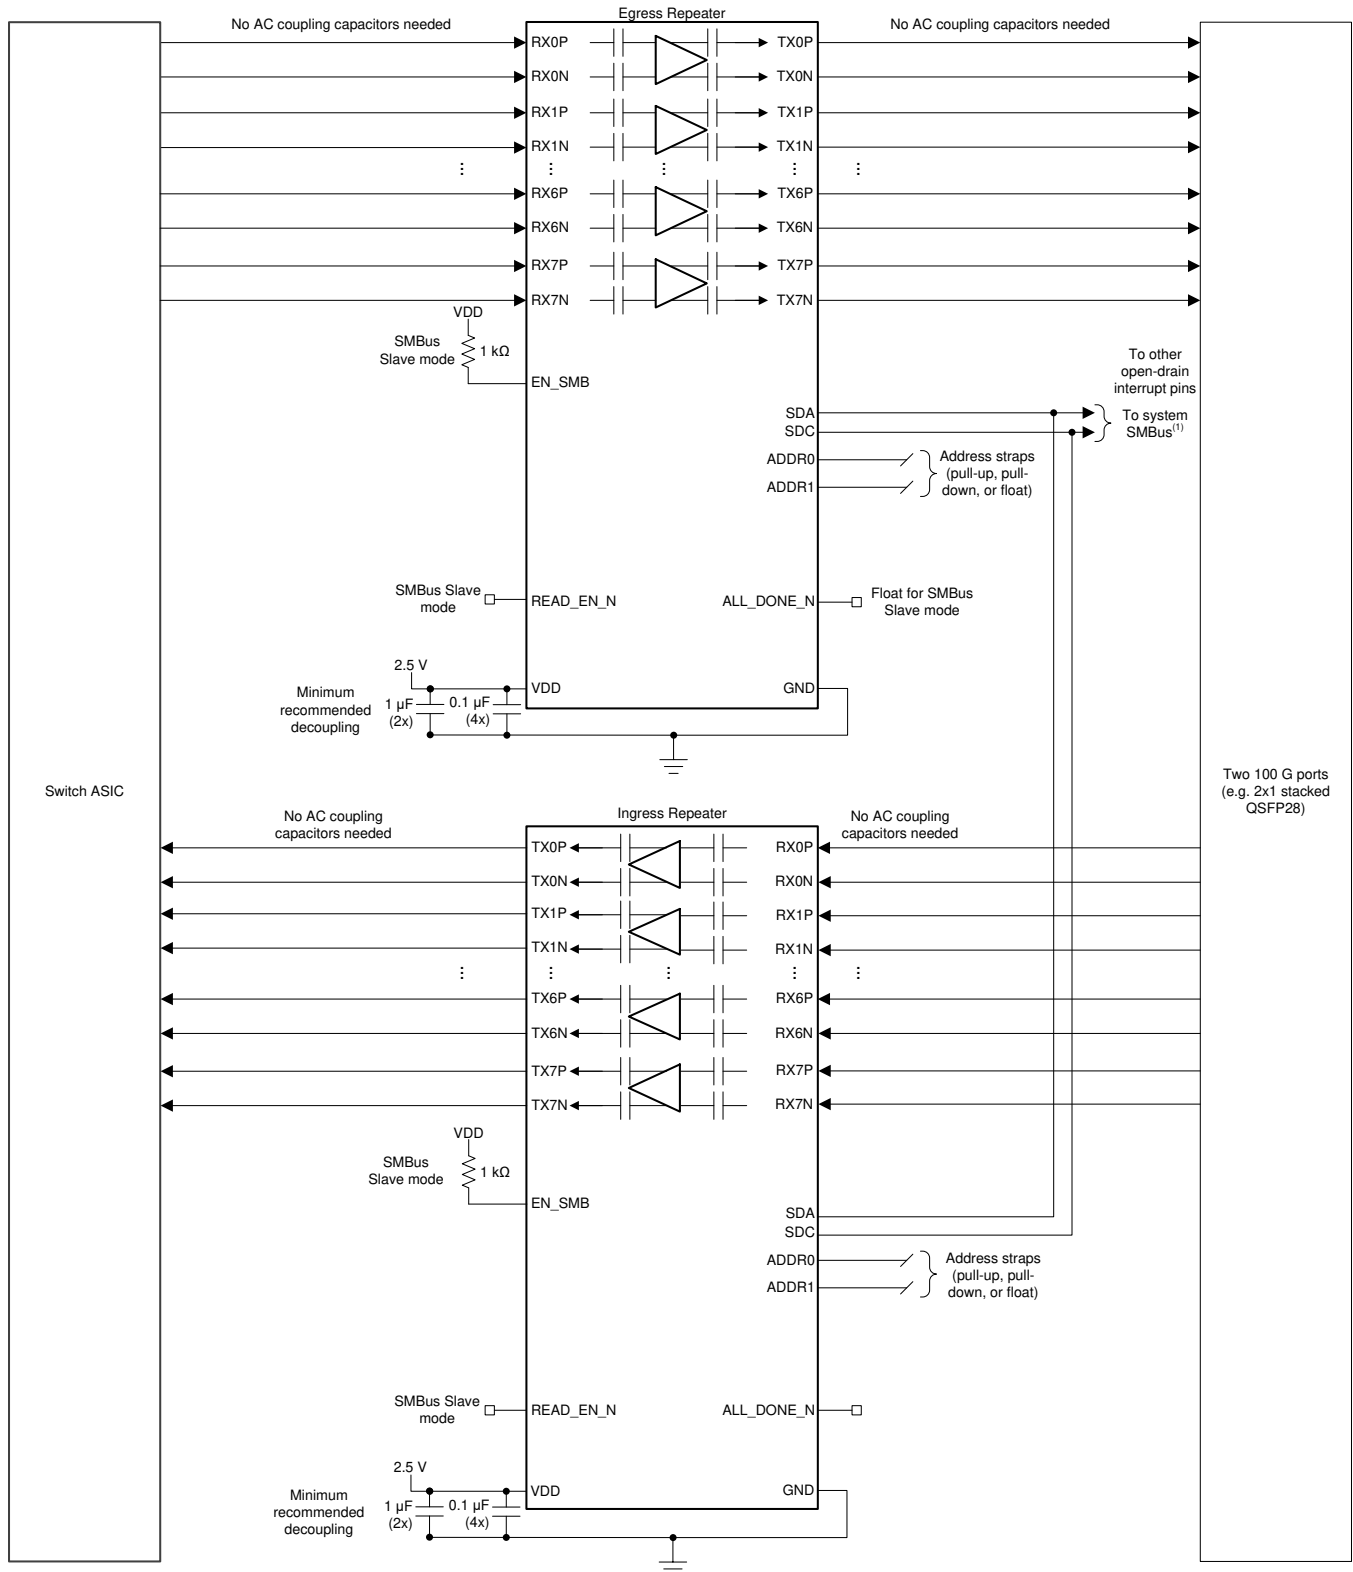 Egress Repeater
No AC coupling capacitors needed
No AC coupling capacitors needed
RX0P
TX0P
RX0N
TX0N
RX1P
TX1P
RX1N
TX1N
⋮ ⋮ ⋮ ⋮ ⋮
RX6P
TX6P
RX6N
TX6N
RX7P
TX7P
RX7N
TX7N
VDD
SMBus
Slave mode
1 kΩ
EN_SMB
To other
open-drain
interrupt pins
SDA
SDC
To system
SMBus(1)
ADDR0
ADDR1
Address straps
(pull-up, pull-
down, or float)
SMBus Slave
mode
READ_EN_N
ALL_DONE_N
Float for SMBus
Slave mode
2.5 V
VDD
GND
Minimum
recommended
decoupling
1 µF
(2x)
0.1 µF
(4x)
Switch ASIC
Two 100 G ports
(e.g. 2x1 stacked
QSFP28)
Ingress Repeater
No AC coupling
capacitors needed
No AC coupling
capacitors needed
TX0P
RX0P
TX0N
RX0N
TX1P
RX1P
TX1N
RX1N
⋮ ⋮ ⋮ ⋮ ⋮
TX6P
RX6P
TX6N
RX6N
TX7P
RX7P
TX7N
RX7N
VDD
SMBus
Slave mode
1 kΩ
EN_SMB
SDA
SDC
ADDR0
ADDR1
Address straps
(pull-up, pull-
down, or float)
SMBus Slave
mode
READ_EN_N
ALL_DONE_N
2.5 V
VDD
GND
Minimum
recommended
decoupling
1 µF
(2x)
0.1 µF
(4x)